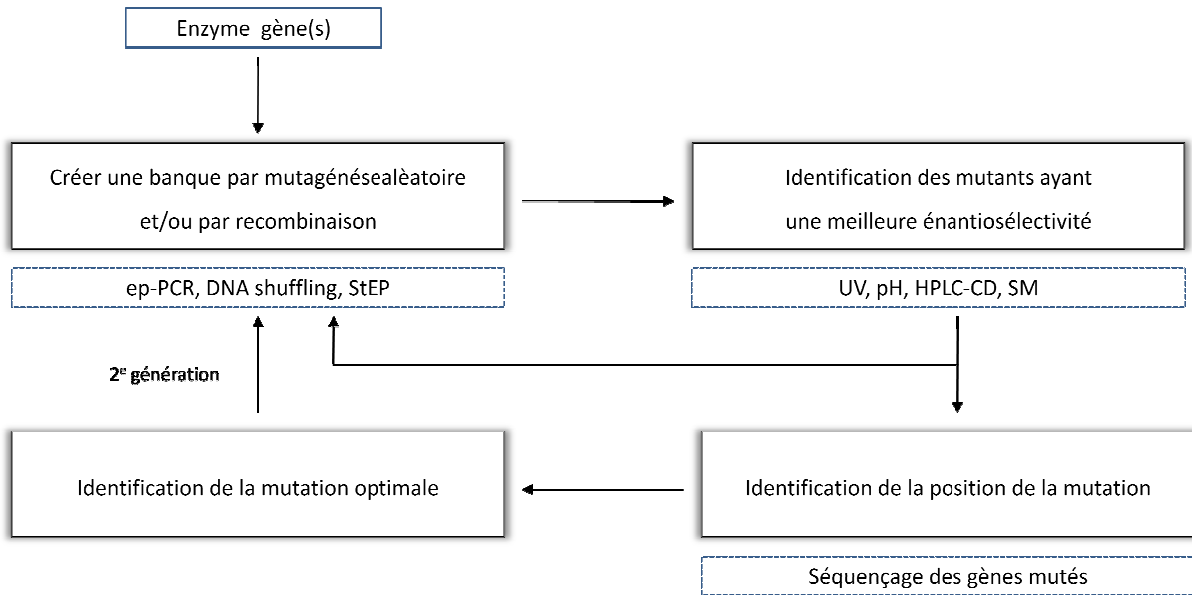 Enzyme gène(s)
Créer une banque par mutagénésealèatoire
et/ou par recombinaison
Identification des mutants ayant
une meilleure énantiosélectivité
ep-PCR, DNA shuffling, StEP
UV, pH, HPLC-CD, SM
2e génération
Identification de la mutation optimale
Identification de la position de la mutation
Séquençage des gènes mutés